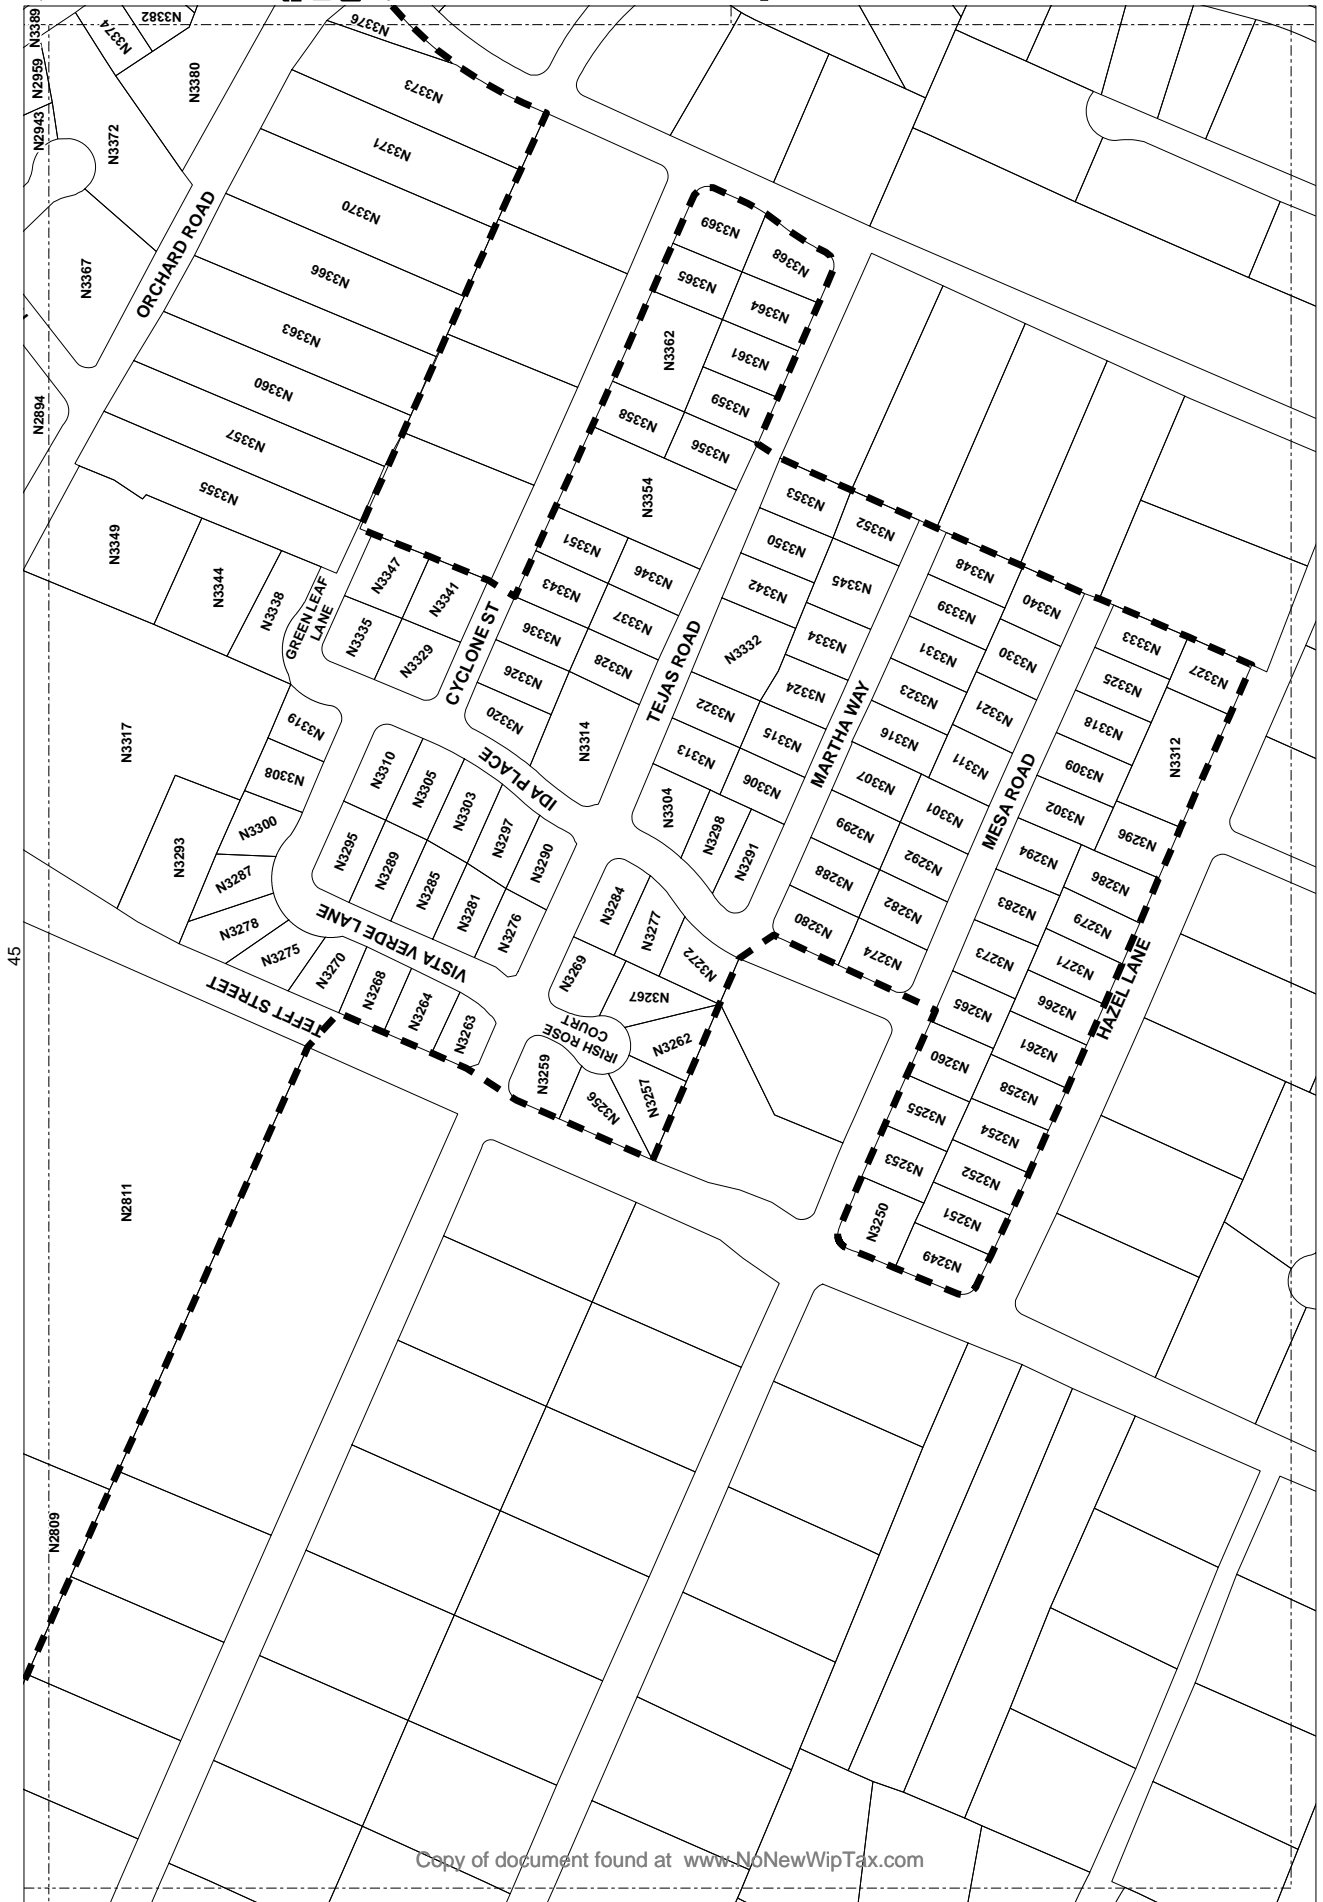 N3389
N3374
N3382
N3376
N2959
N3380
N3373
N2943
N3372
N3371
N3370
N3369
N3368
ORCHARD ROAD
N3367
N3366
N3365
N3364
N3363
N3362
N3361
N3360
N3359
N2894
N3358
N3357
N3356
N3355
N3354
N3353
N3352
N3349
N3351
N3350
N3348
N3347
N3346
N3345
N3344
N3343
N3342
N3341
N3340
N3339
N3338
GREEN LEAF
LANE
N3337
N3336
N3335
N3334
N3333
N3332
N3331
N3330
N3329
N3328
N3327
N3326
N3325
CYCLONE ST
TEJAS ROAD
N3324
N3323
N3322
N3321
N3320
N3319
N3318
N3317
N3316
N3315
N3314
N3313
N3312
N3311
MARTHA WAY
IDA PLACE
N3310
N3309
N3308
N3307
N3306
N3305
N3304
N3303
N3302
N3301
N3300
MESA ROAD
N3299
N3298
N3297
N3296
N3295
N3294
N3293
N3292
N3291
N3290
N3289
N3288
N3287
N3286
N3285
N3284
N3283
N3282
N3281
N3280
N3279
N3278
N3277
N3276
N3275
N3274
N3273
N3272
N3271
N3270
VISTA VERDE LANE
45
TEFFT STREET
N3269
N3268
N3267
N3266
N3265
N3264
N3263
N3262
IRISH ROSE
COURT
HAZEL LANE
N3261
N3260
N3259
N3258
N3257
N3256
N3255
N3254
N3253
N3252
N3251
N3250
N3249
N2811
N2809
Copy of document found at www.NoNewWipTax.com